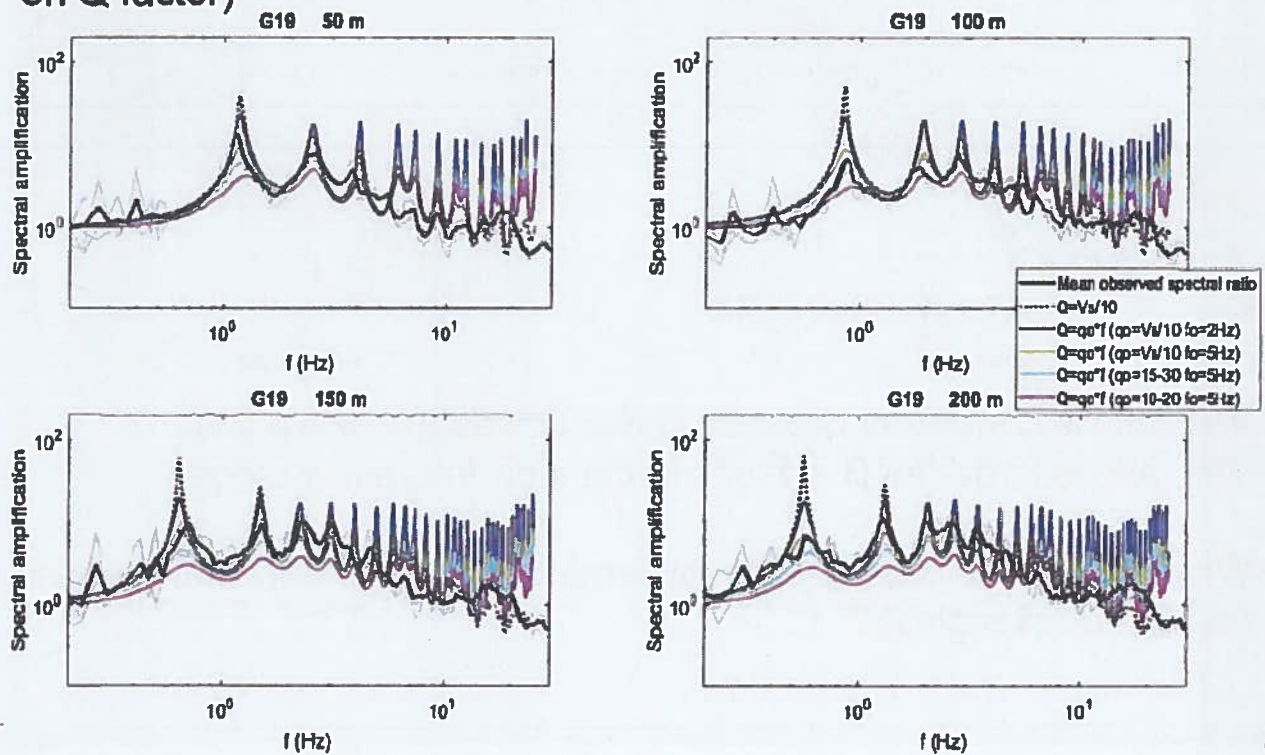 on Q factor)
G19 50 m
10²
10⁰
Spectral amplification
10⁰
10¹
f (Hz)
G19 100 m
10²
10⁰
Spectral amplification
10⁰
f (Hz)
Mean observed spectral ratio
Q=Vs/10
Q=qo*f (qo=Vs/10 fo=2Hz)
Q=qo*f (qo=Vs/10 fo=5Hz)
Q=qo*f (qo=15-30 fo=5Hz)
Q=qo*f (qo=10-20 fo=5Hz)
G19 150 m
10²
10⁰
Spectral amplification
10⁰
10¹
f (Hz)
G19 200 m
10²
10⁰
Spectral amplification
10⁰
10¹
f (Hz)